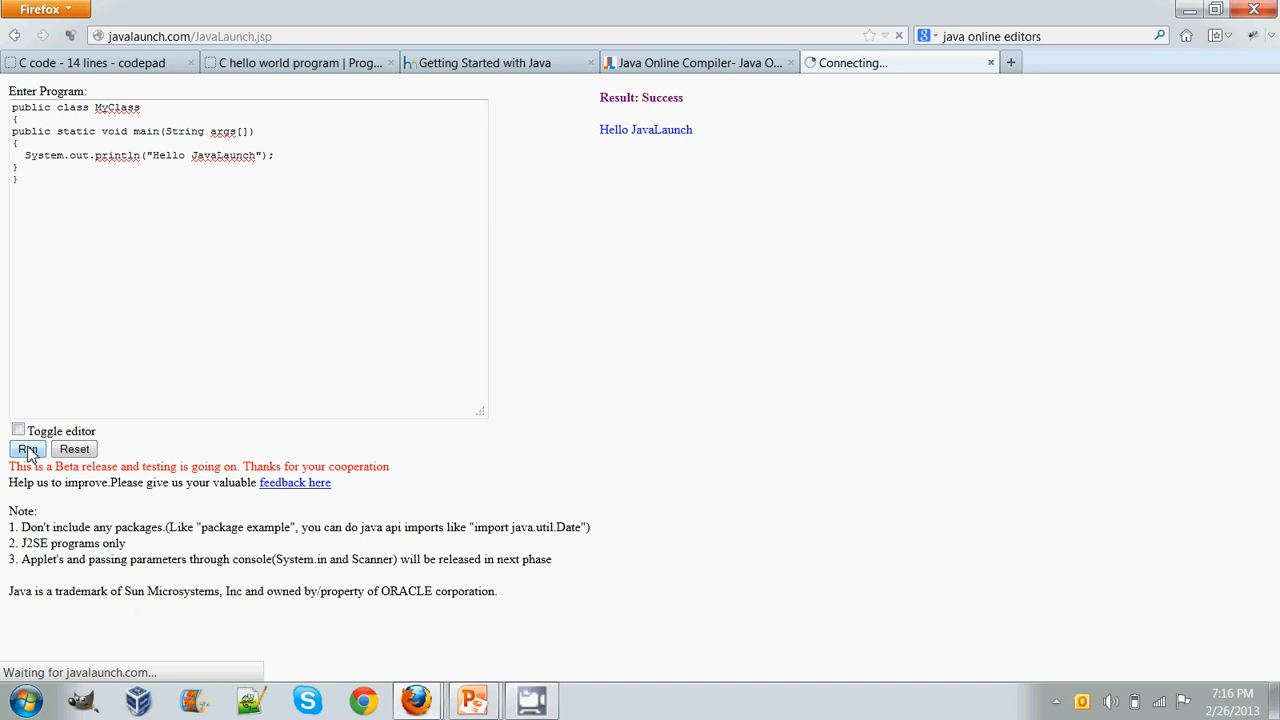 Firefox
javalaunch.com/JavaLaunch.jsp
java online editors
C code - 14 lines - codepad
C hello world program | Prog...
Getting Started with Java
Java Online Compiler- Java O...
Connecting...
Enter Program:
public class MyClass
{
public static void main(String args[])
{
System.out.println("Hello JavaLaunch");
}
}
Result: Success
Hello JavaLaunch
Toggle editor
Run
Reset
This is a Beta release and testing is going on. Thanks for your cooperation
Help us to improve.Please give us your valuable feedback here
Note:
1. Don't include any packages.(Like "package example", you can do java api imports like "import java.util.Date")
2. J2SE programs only
3. Applet's and passing parameters through console(System.in and Scanner) will be released in next phase
Java is a trademark of Sun Microsystems, Inc and owned by/property of ORACLE corporation.
Waiting for javalaunch.com...
7:16 PM
2/26/2013